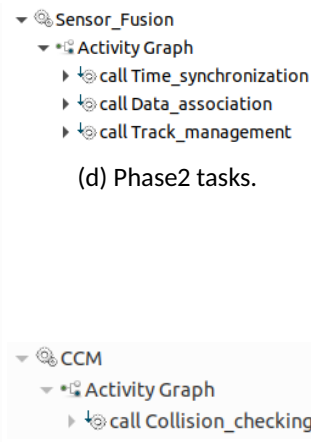 Sensor_Fusion
Activity Graph
call Time_synchronization
call Data_association
call Track_management
(d) Phase2 tasks.
CCM
Activity Graph
call Collision_checking